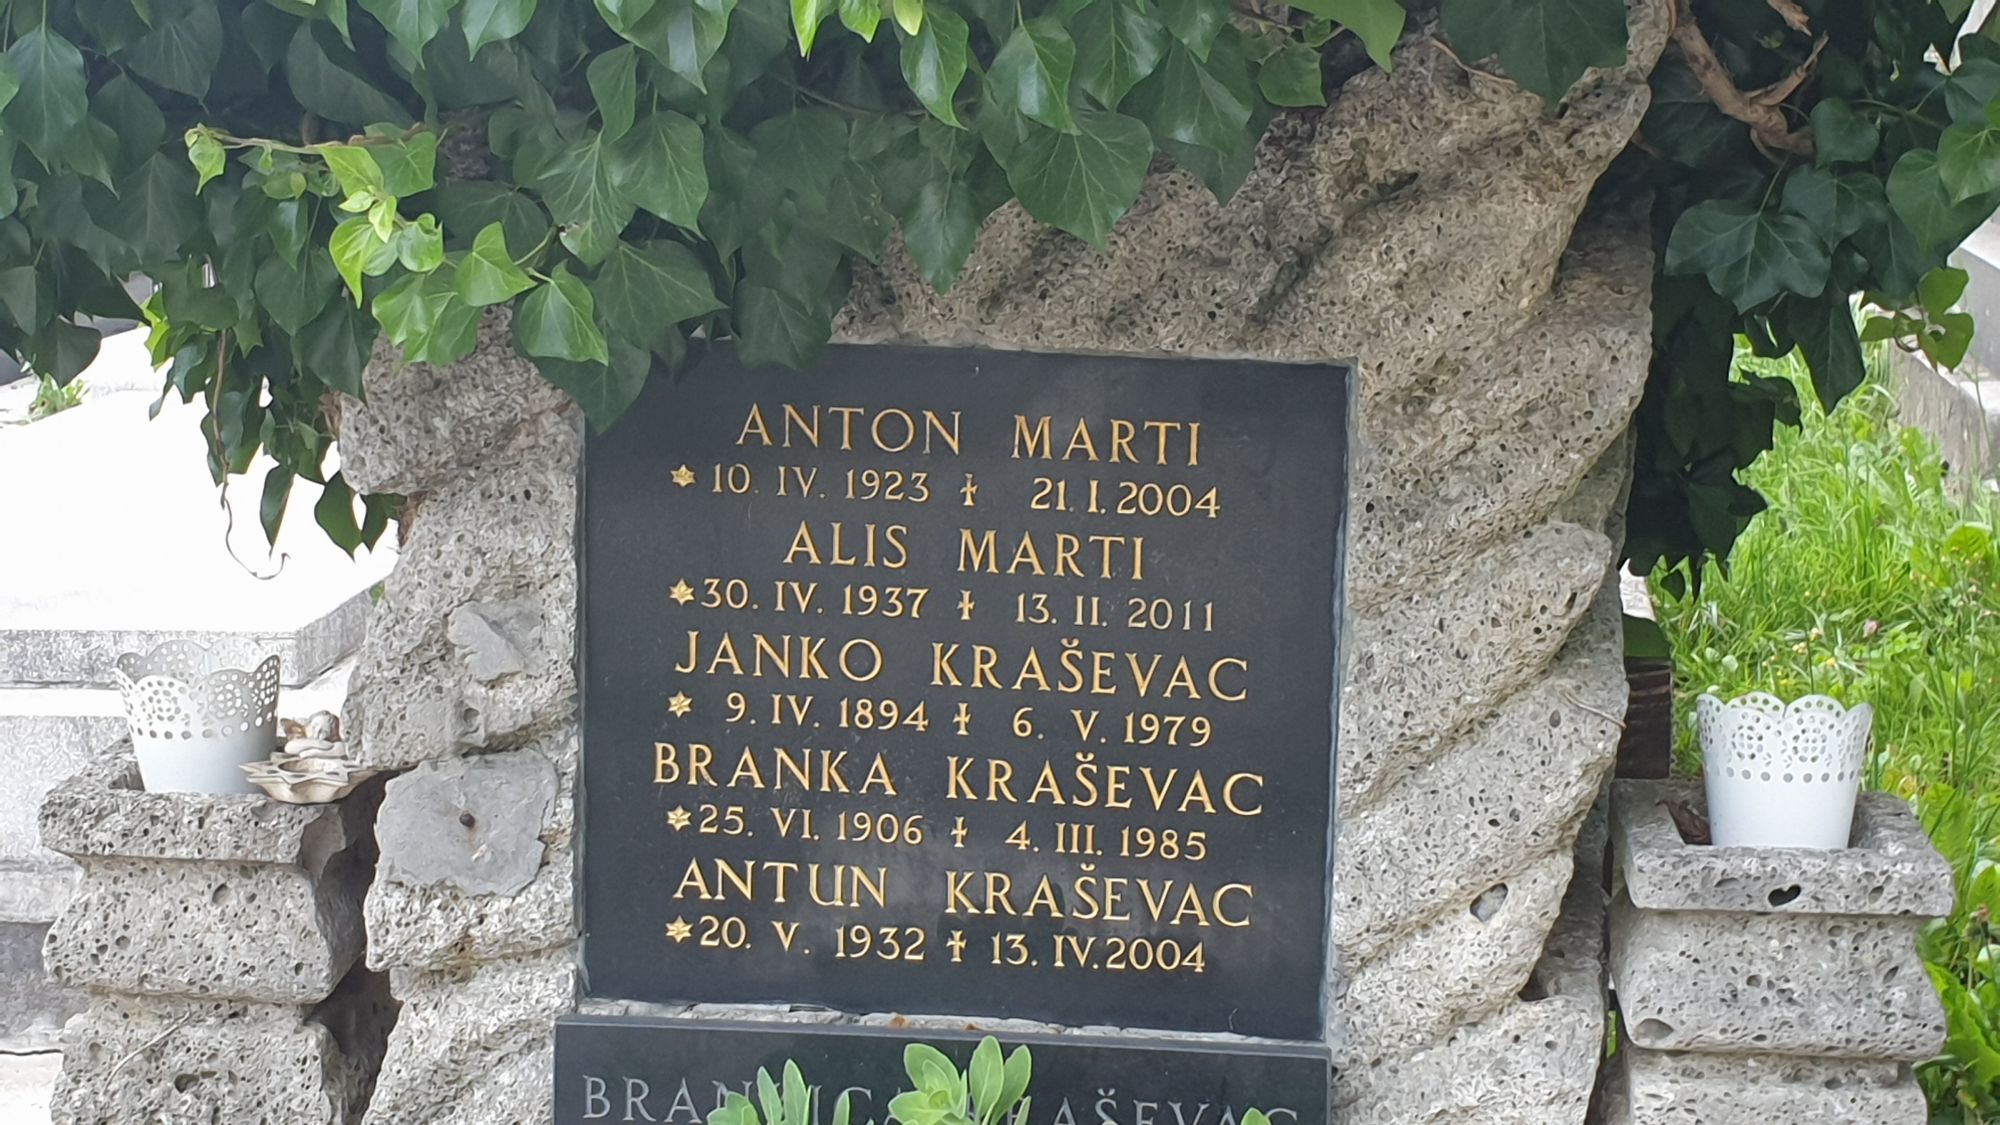 ANTON MARTI
* 10. IV. 1923 ✝ 21. I. 2004
ALIS MARTI
* 30. IV. 1937 ✝ 13. II. 2011
JANKO KRAŠEVAC
* 9. IV. 1894 ✝ 6. V. 1979
BRANKA KRAŠEVAC
* 25. VI. 1906 ✝ 4. III. 1985
ANTUN KRAŠEVAC
* 20. V. 1932 ✝ 13. IV. 2004
KRAŠEVAC